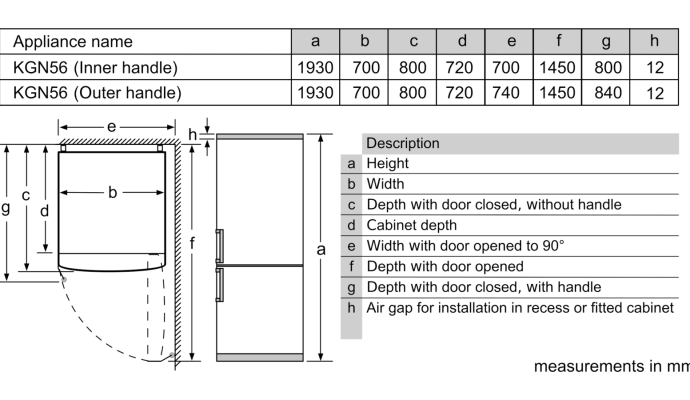 Appliance name a b c d e f g h
KGN56 (Inner handle) 1930 700 800 720 700 1450 800 12
KGN56 (Outer handle) 1930 700 800 720 740 1450 840 12
e
h
Description
a Height
b Width
c Depth with door closed, without handle
d Cabinet depth
e Width with door opened to 90°
f Depth with door opened
g Depth with door closed, with handle
h Air gap for installation in recess or fitted cabinet
b
c
g
d
f
a
measurements in mm